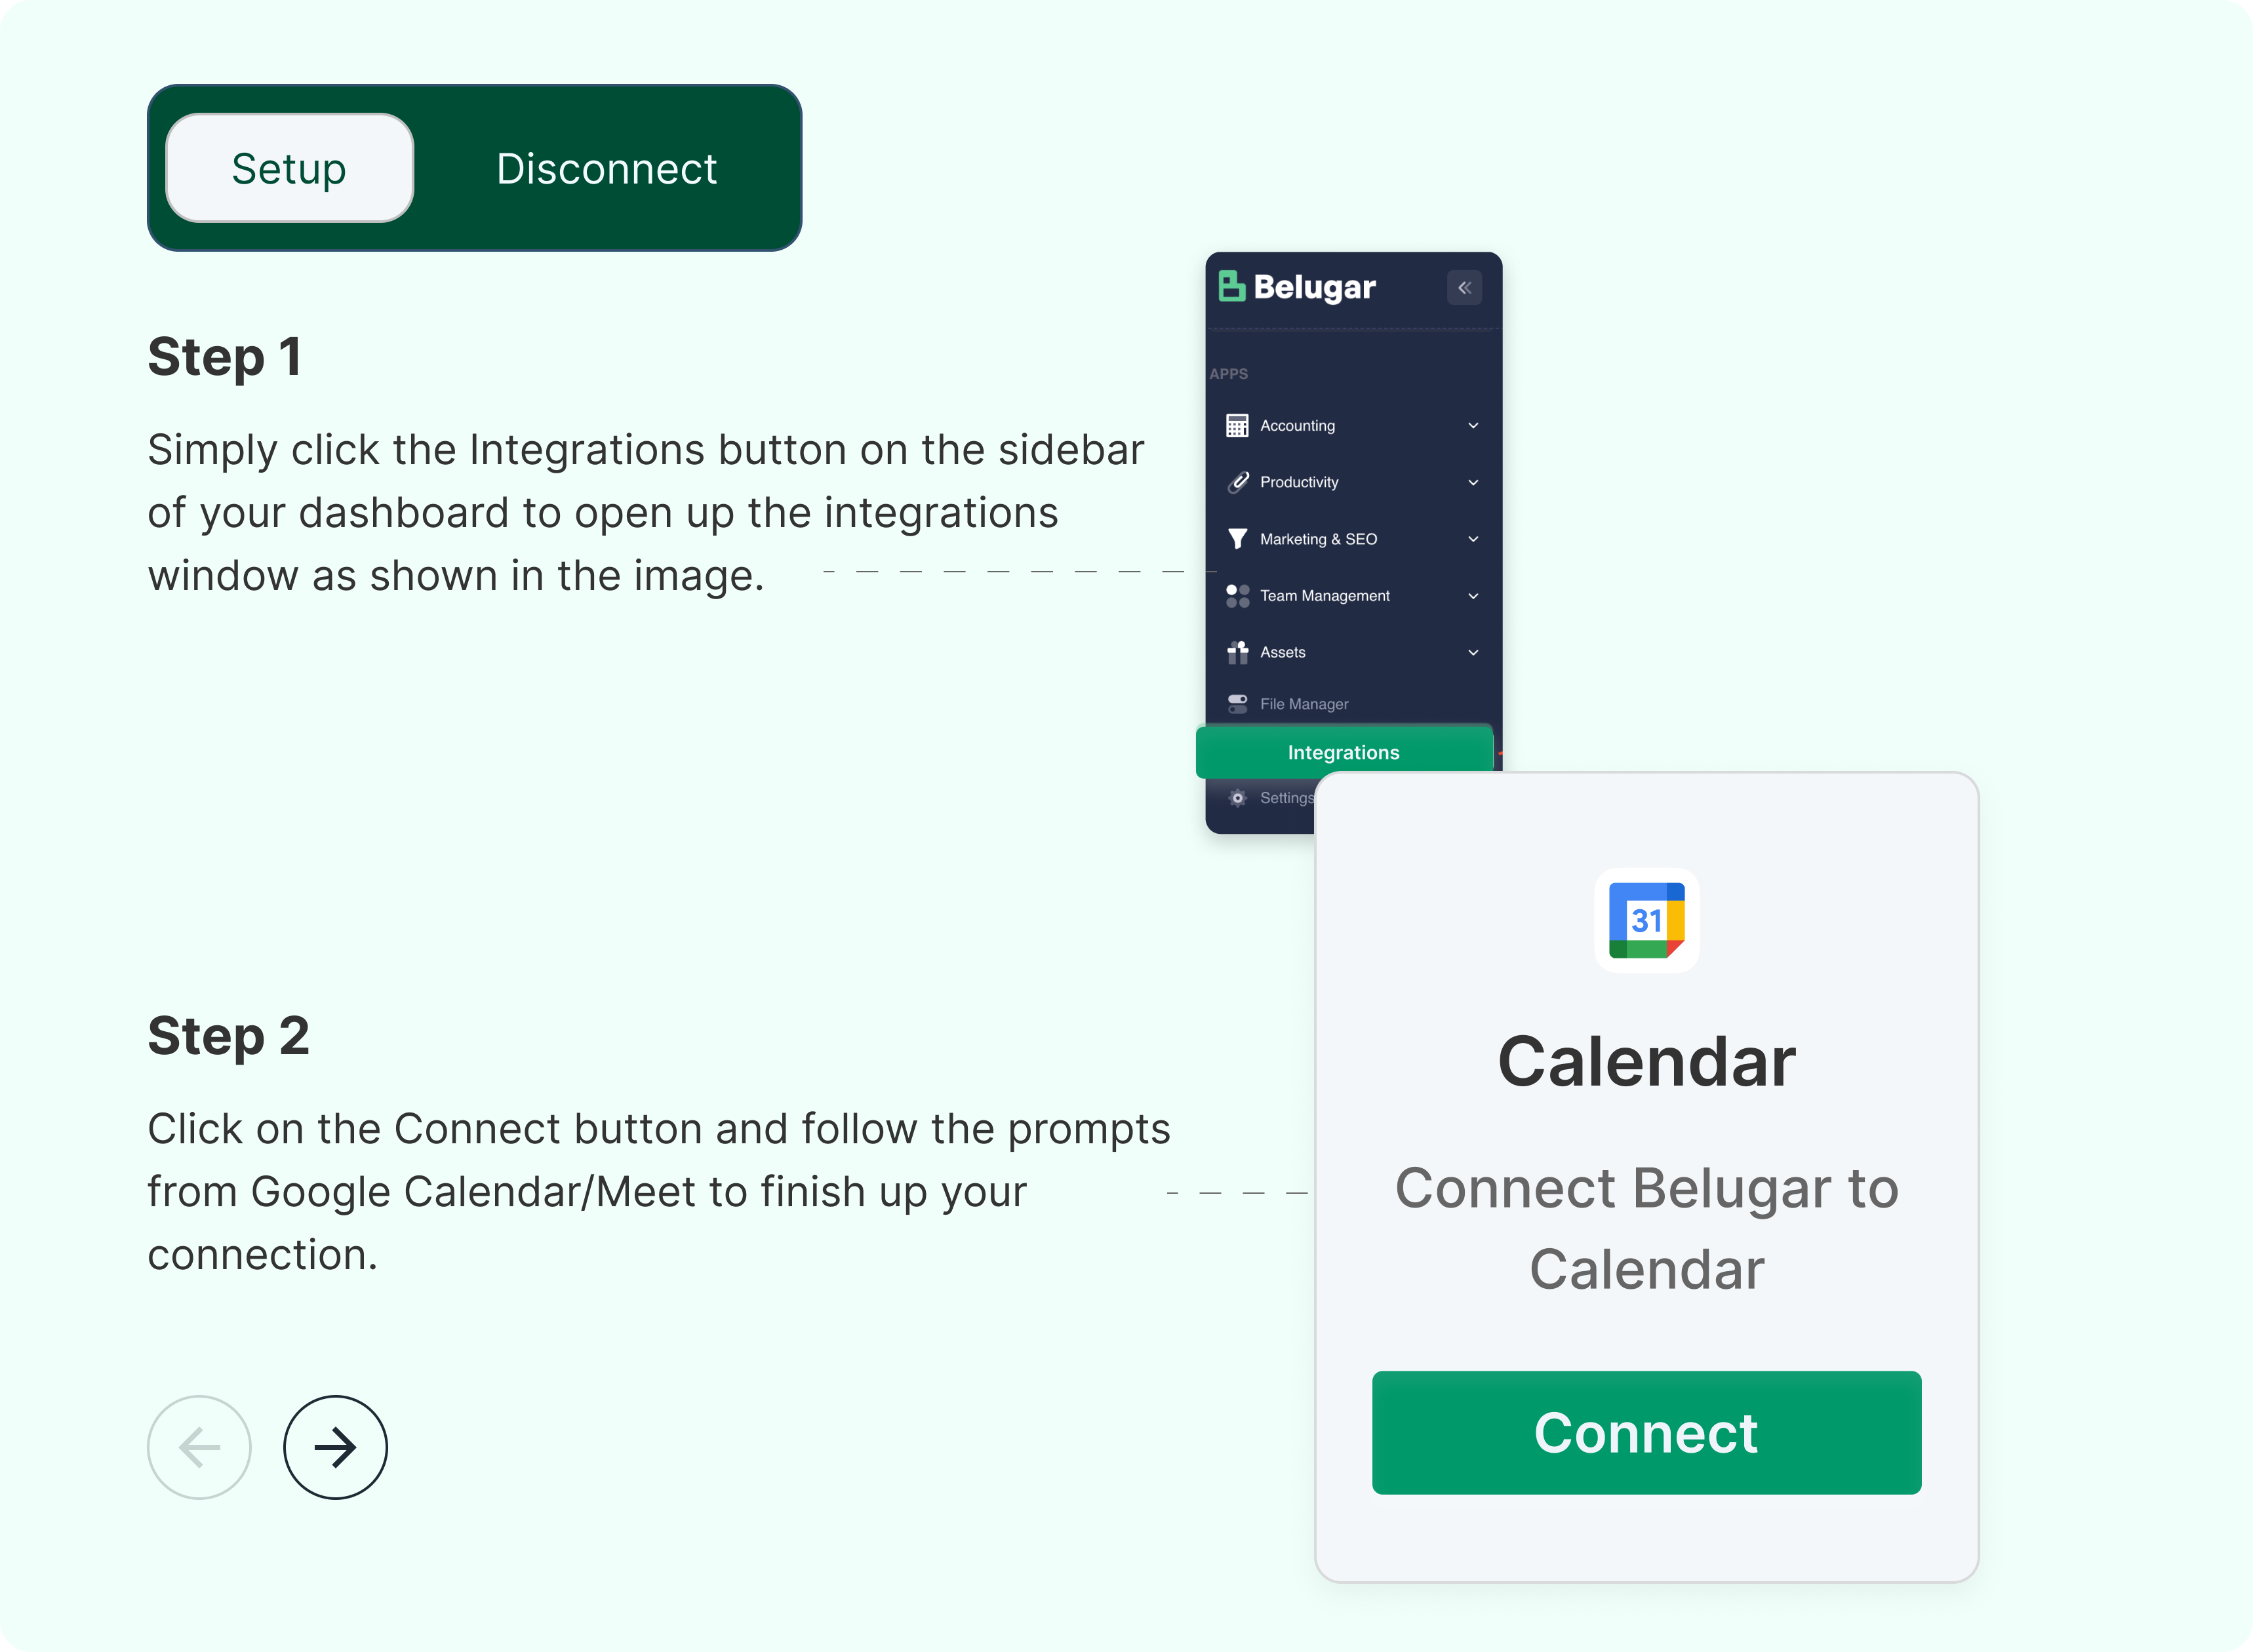 Setup
Disconnect
Step 1
Simply click the Integrations button on the sidebar
of your dashboard to open up the integrations
window as shown in the image.
Belugar
APPS
Accounting
Productivity
Marketing & SEO
Team Management
Assets
File Manager
Integrations
Settings
Step 2
Click on the Connect button and follow the prompts
from Google Calendar/Meet to finish up your
connection.
31
Calendar
Connect Belugar to
Calendar
Connect